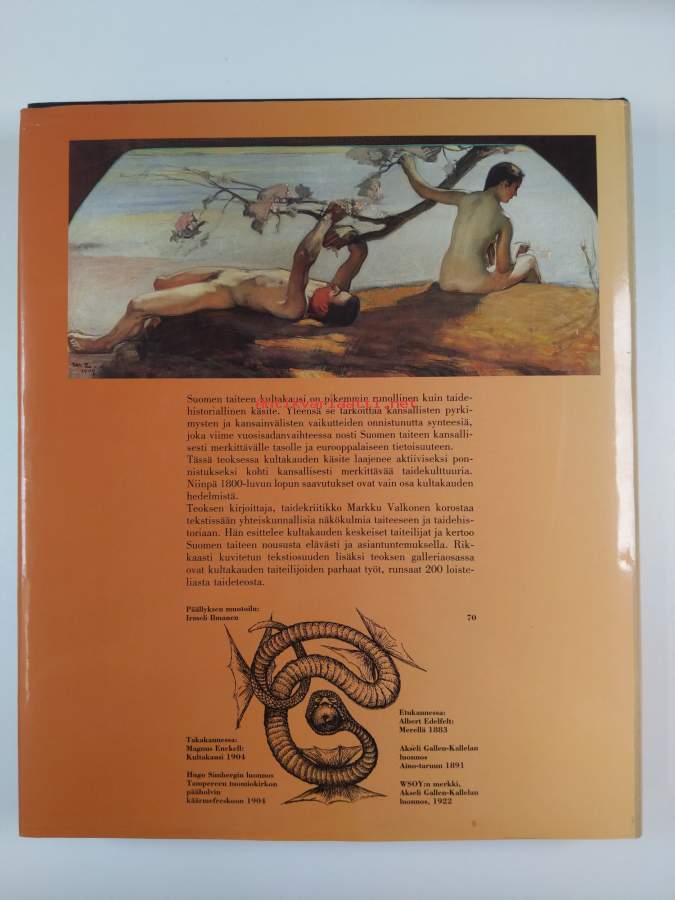 Suomen taiteen kultakausi on pikemmin runollinen kuin taide-
historiallinen käsite. Yleensä se tarkoittaa kansallisten pyrki-
mysten ja kansainvälisten vaikutteiden onnistunutta synteesiä,
joka viime vuosisadanvaihteessa nosti Suomen taiteen kansalli-
sesti merkittävälle tasolle ja eurooppalaiseen tietoisuuteen.
Tässä teoksessa kultakauden käsite laajenee aktiiviseksi pon-
nistukseksi kohti kansallisesti merkittävää taidekulttuuria.
Niinpä 1800-luvun lopun saavutukset ovat vain osa kultakauden
hedelmistä.
Teoksen kirjoittaja, taidekriitikko Markku Valkonen korostaa
tekstissään yhteiskunnallisia näkökulmia taiteeseen ja taidehis-
toriaan. Hän esittelee kultakauden keskeiset taiteilijat ja kertoo
Suomen taiteen noususta elävästi ja asiantuntemuksella. Rik-
kaasti kuvitetun tekstiosuuden lisäksi teoksen galleriaosassa
ovat kultakauden taiteilijoiden parhaat työt, runsaat 200 loiste-
liasta taideteosta.
Päällyksen muotoilu:
Irmeli Ilmanen
70
Takakannessa:
Magnus Enckell:
Kultakausi 1904
Hugo Simbergin luonnos
Tampereen tuomiokirkon
pääholvin
käärmefreskoon 1904
Etukannessa:
Albert Edelfelt:
Merellä 1883
Akseli Gallen-Kallelan
luonnos
Aino-taruun 1891
WSOY:n merkki,
Akseli Gallen-Kallelan
luonnos, 1922
antikvariaatti.net